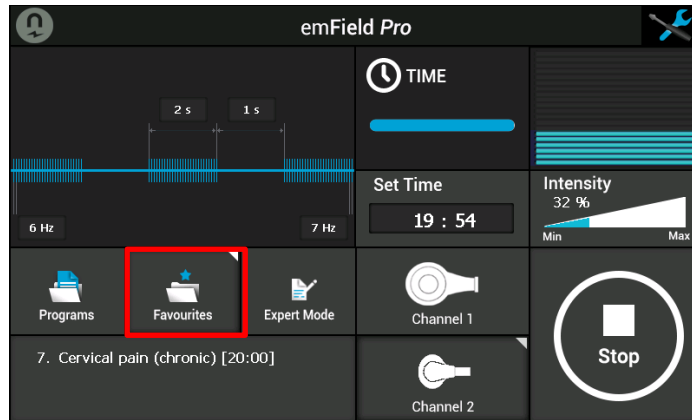 emField Pro
TIME
2 s
1 s
Set Time
19 : 54
Intensity
32 %
Min
Max
6 Hz
7 Hz
Programs
Favourites
Expert Mode
Channel 1
Stop
7. Cervical pain (chronic) [20:00]
Channel 2